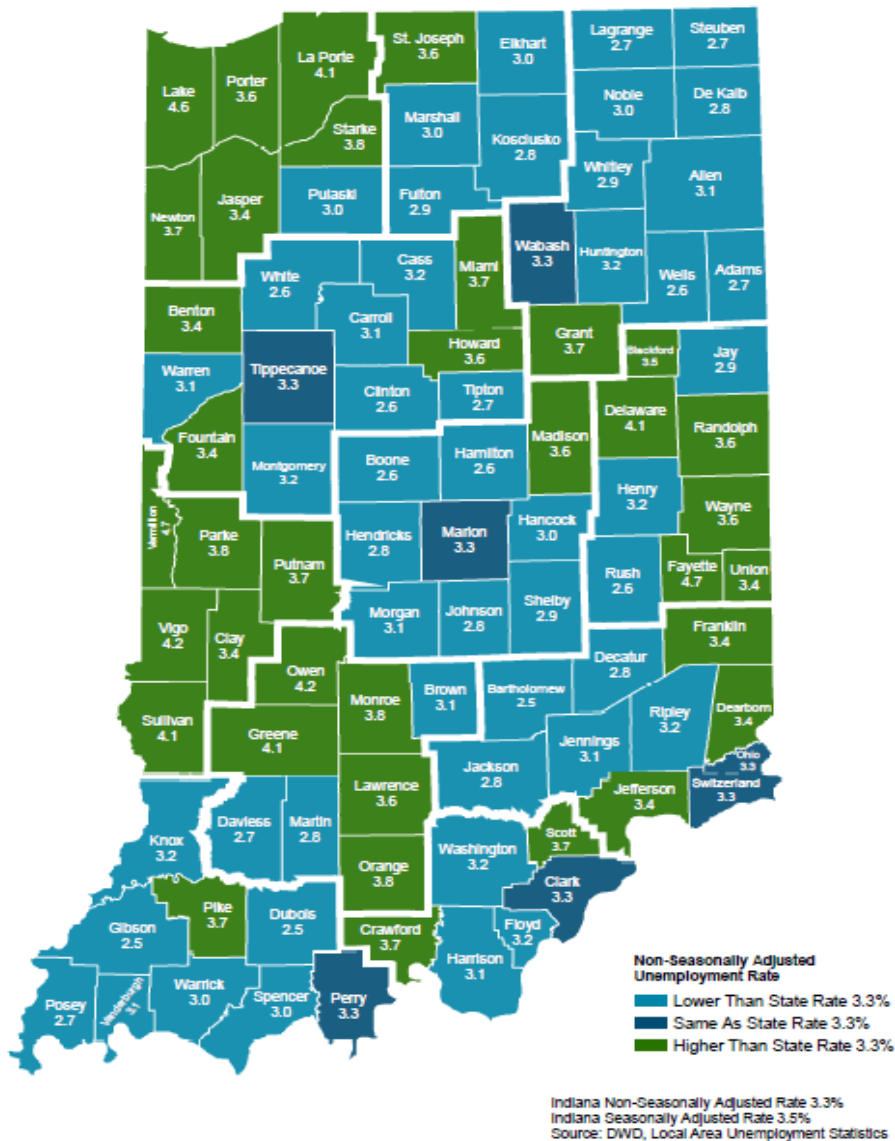 La Porte
4.1
St. Joseph
3.6
Elkhart
3.0
Lagrange
2.7
Steuben
2.7
Lake
4.6
Porter
3.6
Noble
3.0
De Kalb
2.8
Starke
3.8
Marshall
3.0
Kosciusko
2.8
Whitley
2.9
Allen
3.1
Newton
3.7
Jasper
3.4
Pulaski
3.0
Fulton
2.9
Wabash
3.3
Huntington
3.2
Wells
2.6
Adams
2.7
White
2.6
Cass
3.2
Miami
3.7
Benton
3.4
Carroll
3.1
Howard
3.6
Grant
3.7
Blackford
3.5
Jay
2.9
Warren
3.1
Tippecanoe
3.3
Clinton
2.6
Tipton
2.7
Madison
3.6
Delaware
4.1
Randolph
3.6
Fountain
3.4
Montgomery
3.2
Boone
2.6
Hamilton
2.6
Henry
3.2
Wayne
3.6
Vermillion
4.7
Parke
3.8
Putnam
3.7
Hendricks
2.8
Marion
3.3
Hancock
3.0
Rush
2.6
Fayette
4.7
Union
3.4
Vigo
4.2
Clay
3.4
Morgan
3.1
Johnson
2.8
Shelby
2.9
Franklin
3.4
Owen
4.2
Monroe
3.8
Brown
3.1
Bartholomew
2.5
Decatur
2.8
Ripley
3.2
Dearborn
3.4
Sullivan
4.1
Greene
4.1
Jennings
3.1
Ohio
3.3
Switzerland
3.3
Jackson
2.8
Jefferson
3.4
Lawrence
3.6
Knox
3.2
Daviess
2.7
Martin
2.8
Washington
3.2
Scott
3.7
Orange
3.8
Clark
3.3
Pike
3.7
Dubois
2.5
Gibson
2.5
Crawford
3.7
Floyd
3.2
Harrison
3.1
Posey
2.7
Vanderburgh
3.1
Warrick
3.0
Spencer
3.0
Perry
3.3
Non-Seasonally Adjusted
Unemployment Rate
Lower Than State Rate 3.3%
Same As State Rate 3.3%
Higher Than State Rate 3.3%
Indiana Non-Seasonally Adjusted Rate 3.3%
Indiana Seasonally Adjusted Rate 3.5%
Source: DWD, Local Area Unemployment Statistics